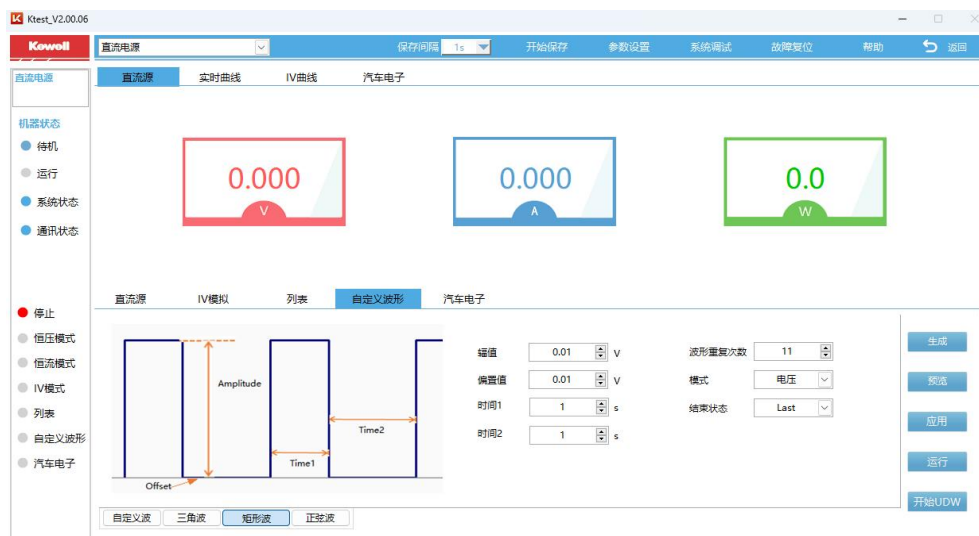 Ktest_V2.00.06
Kewell 直流电源 保存间隔 1s 开始保存 参数设置 系统调试 故障复位 帮助 返回
直流电源
直流源 实时曲线 IV曲线 汽车电子
机器状态
待机
运行
系统状态
通讯状态
0.000 0.000 0.0
V A W
直流源 IV模拟 列表 自定义波形 汽车电子
停止
恒压模式
恒流模式
IV模式
列表
自定义波形
汽车电子
Amplitude
Time2
Time1
Offset
辐值 0.01 V 波形重复次数 11
偏置值 0.01 V 模式 电压
时间1 1 s 结束状态 Last
时间2 1 s
生成
预览
应用
运行
开始UDW
自定义波 三角波 矩形波 正弦波